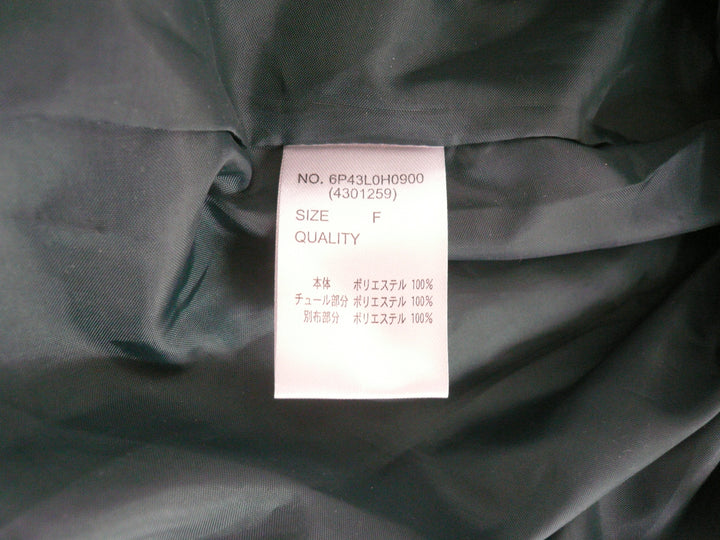 NO. 6P43L0H0900
(4301259)
SIZE F
QUALITY
本体 ポリエステル 100%
チュール部分 ポリエステル 100%
別布部分 ポリエステル 100%